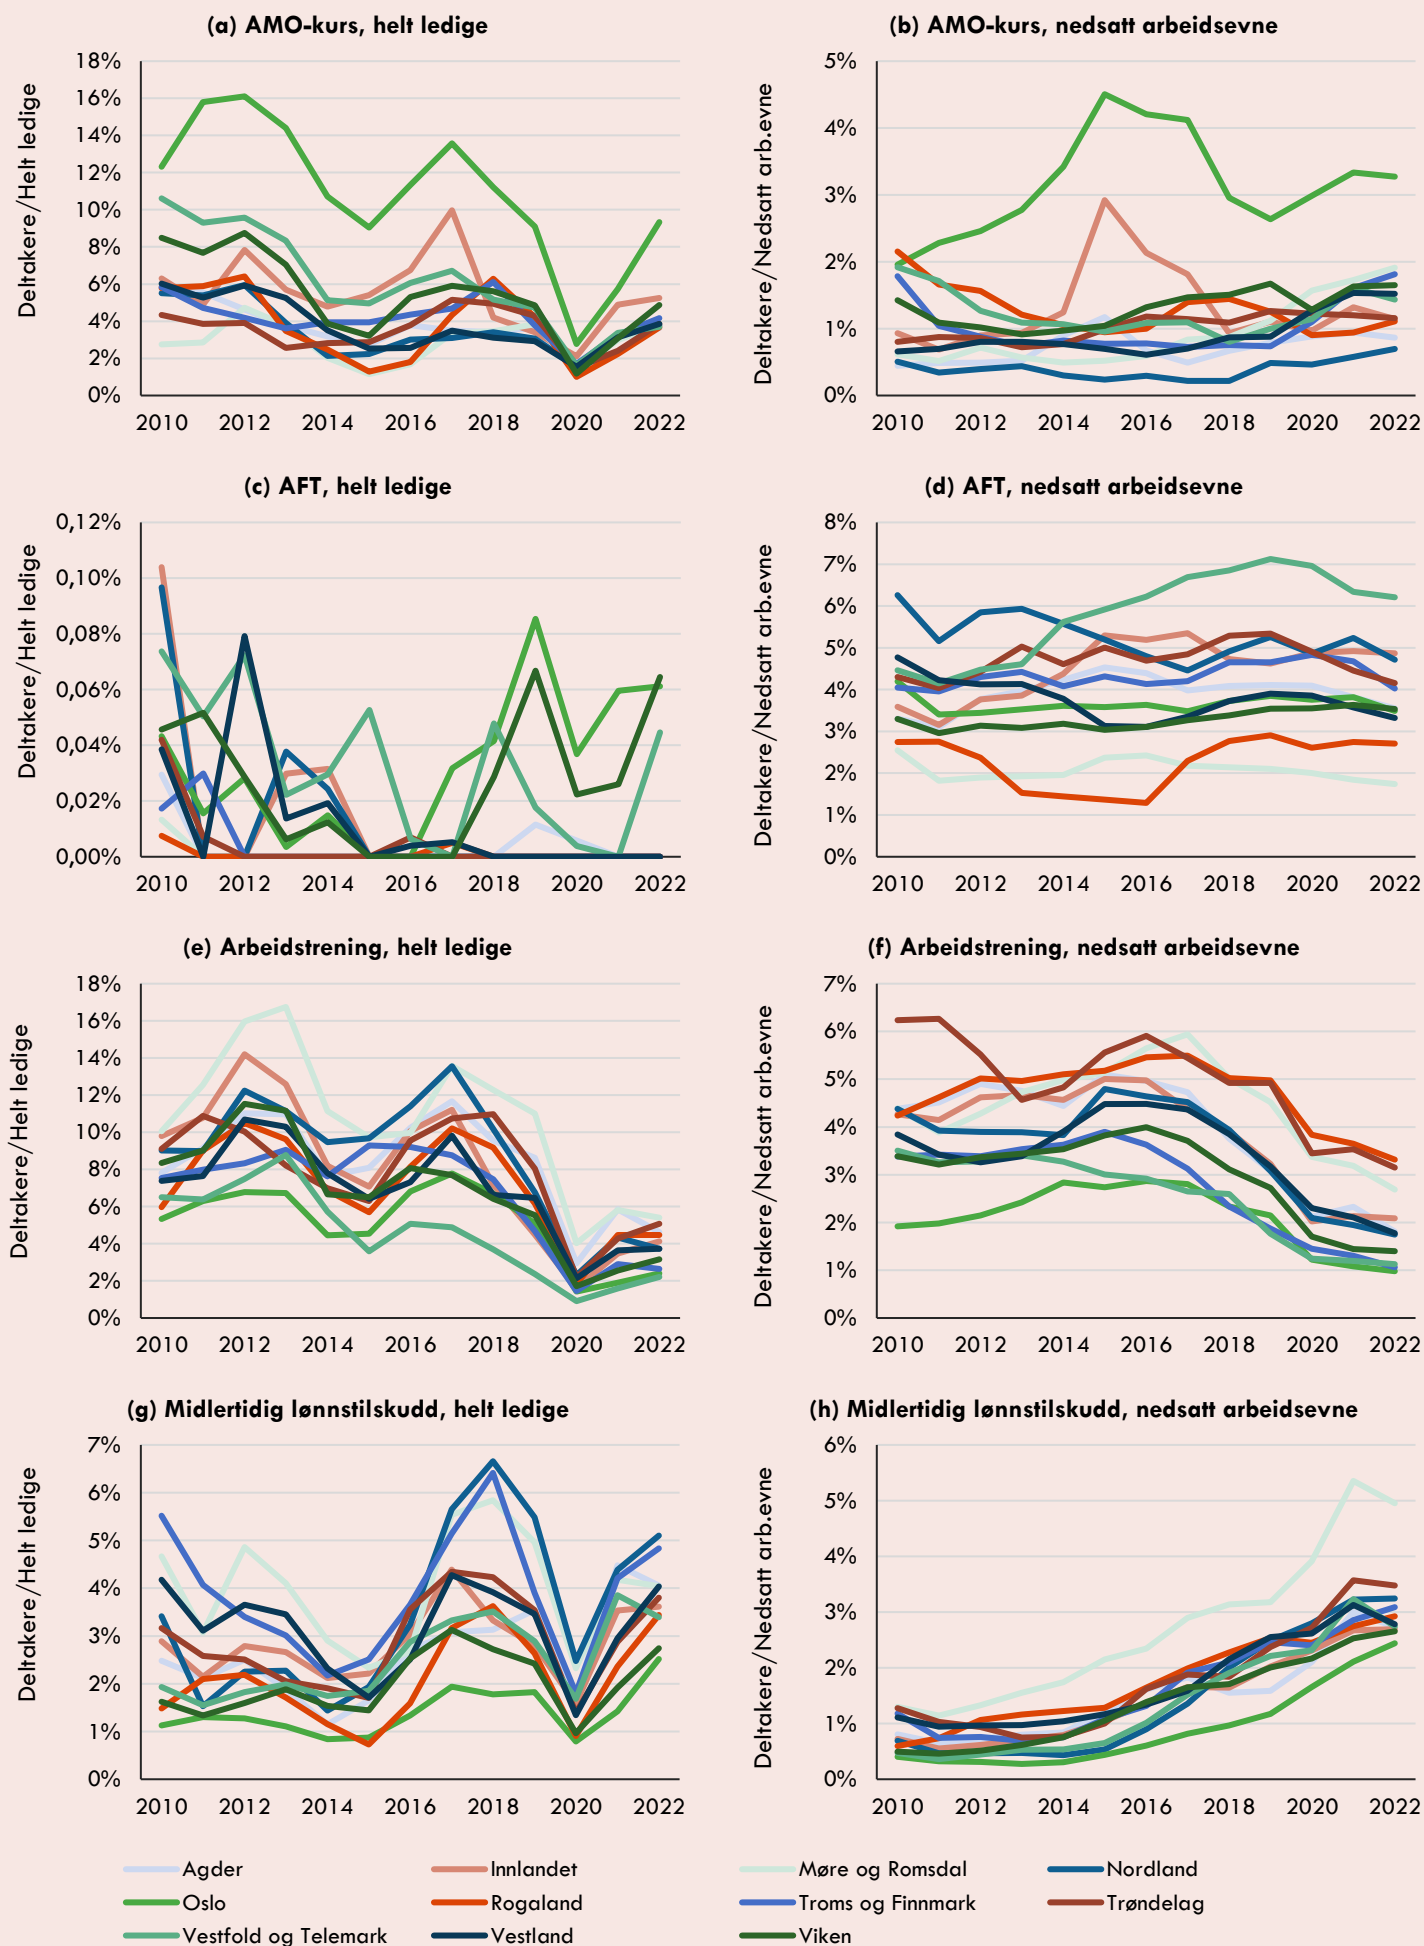 (a) AMO-kurs, helt ledige
Deltakere/Helt ledige
18%
16%
14%
12%
10%
8%
6%
4%
2%
0%
2010 2012 2014 2016 2018 2020 2022
(b) AMO-kurs, nedsatt arbeidsevne
Deltakere/Nedsatt arb.evne
5%
4%
3%
2%
1%
0%
2010 2012 2014 2016 2018 2020 2022
(c) AFT, helt ledige
Deltakere/Helt ledige
0,12%
0,10%
0,08%
0,06%
0,04%
0,02%
0,00%
2010 2012 2014 2016 2018 2020 2022
(d) AFT, nedsatt arbeidsevne
Deltakere/Nedsatt arb.evne
8%
7%
6%
5%
4%
3%
2%
1%
0%
2010 2012 2014 2016 2018 2020 2022
(e) Arbeidstrening, helt ledige
Deltakere/Helt ledige
18%
16%
14%
12%
10%
8%
6%
4%
2%
0%
2010 2012 2014 2016 2018 2020 2022
(f) Arbeidstrening, nedsatt arbeidsevne
Deltakere/Nedsatt arb.evne
7%
6%
5%
4%
3%
2%
1%
0%
2010 2012 2014 2016 2018 2020 2022
(g) Midlertidig lønnstilskudd, helt ledige
Deltakere/Helt ledige
7%
6%
5%
4%
3%
2%
1%
0%
2010 2012 2014 2016 2018 2020 2022
(h) Midlertidig lønnstilskudd, nedsatt arbeidsevne
Deltakere/Nedsatt arb.evne
6%
5%
4%
3%
2%
1%
0%
2010 2012 2014 2016 2018 2020 2022
Agder Innlandet Møre og Romsdal Nordland
Oslo Rogaland Troms og Finnmark Trøndelag
Vestfold og Telemark Vestland Viken